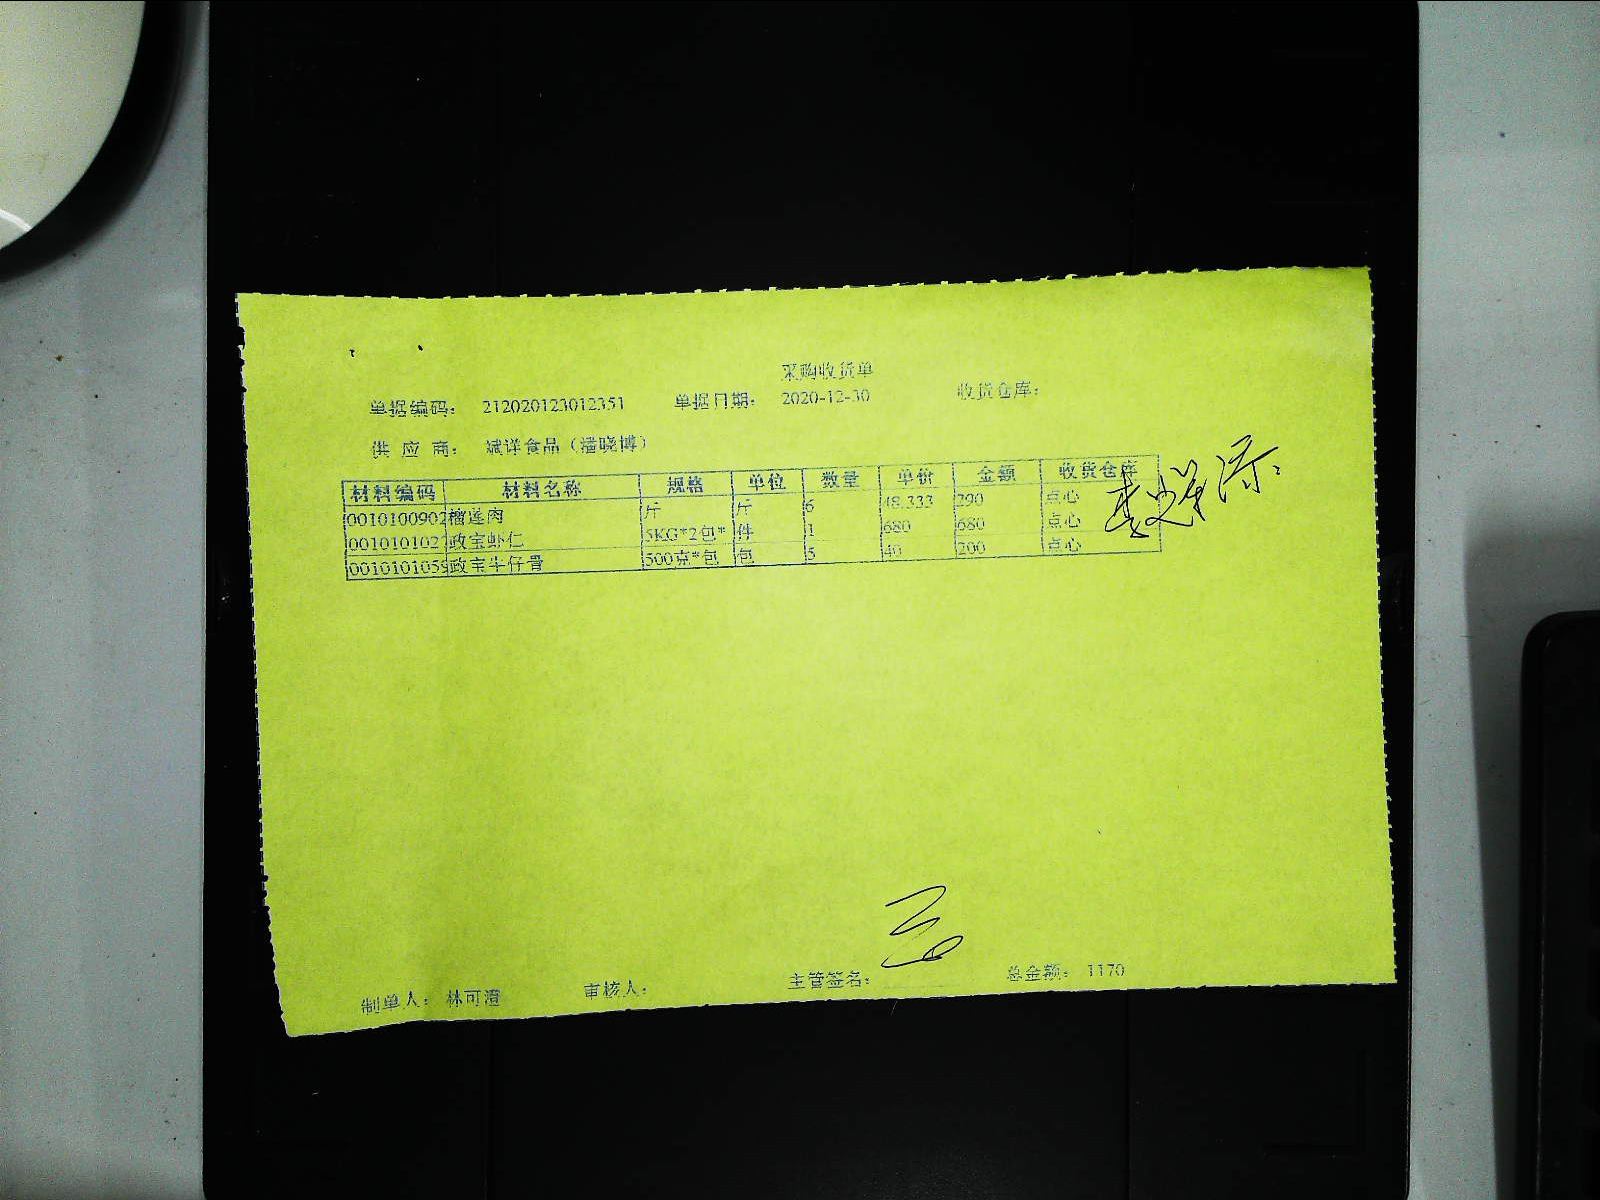 采购收货单
单据编码: 212020123012351 单据日期: 2020-12-30 收货仓库:
供 应 商: 斌洋食品(潘晓博)
材料编码 材料名称 规格 单位 数量 单价 金额 收货仓库
0010100902 榴莲肉 斤 斤 6 48.333 290 点心
001010102 政宝虾仁 5KG*2包* 件 1 680 680 点心
001010105 政宝牛仔骨 500克*包 包 5 40 200 点心
制单人: 林可澄 审核人: 主管签名: 总金额: 1170